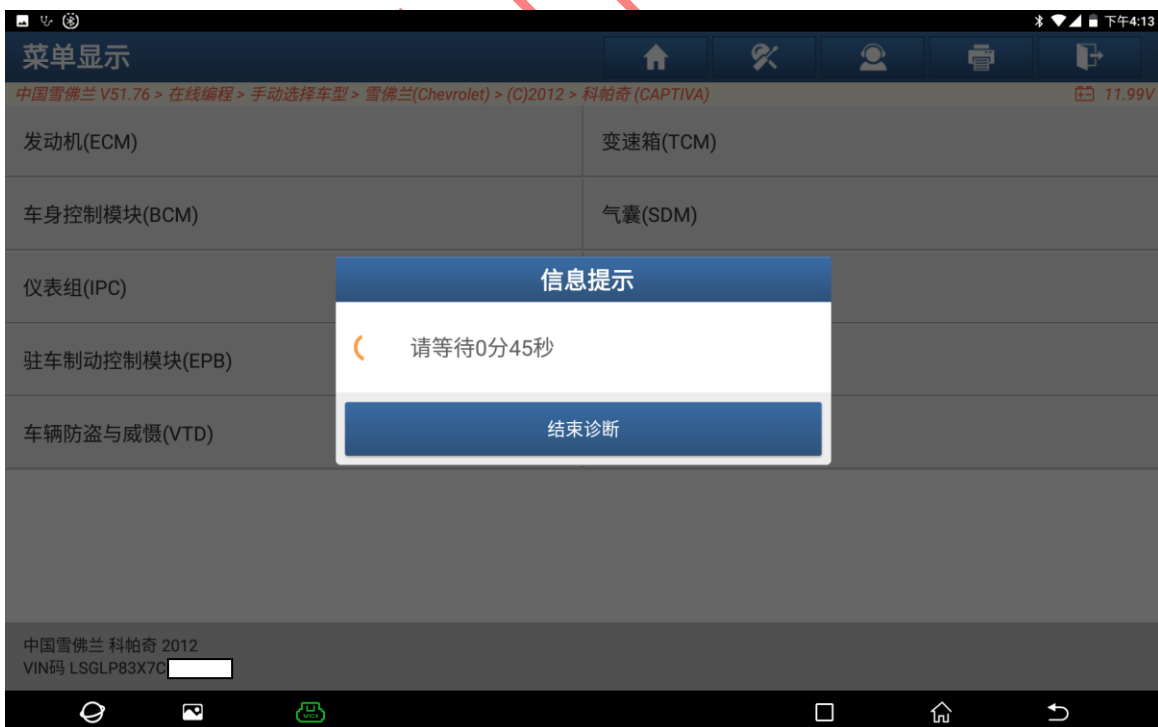 下午4:13
菜单显示
中国雪佛兰 V51.76 > 在线编程 > 手动选择车型 > 雪佛兰(Chevrolet) > (C)2012 > 科帕奇 (CAPTIVA)
11.99V
发动机(ECM)
变速箱(TCM)
车身控制模块(BCM)
气囊(SDM)
仪表组(IPC)
信息提示
请等待0分45秒
驻车制动控制模块(EPB)
结束诊断
车辆防盗与威慑(VTD)
中国雪佛兰 科帕奇 2012
VIN码 LSGLP83X7C
VCI